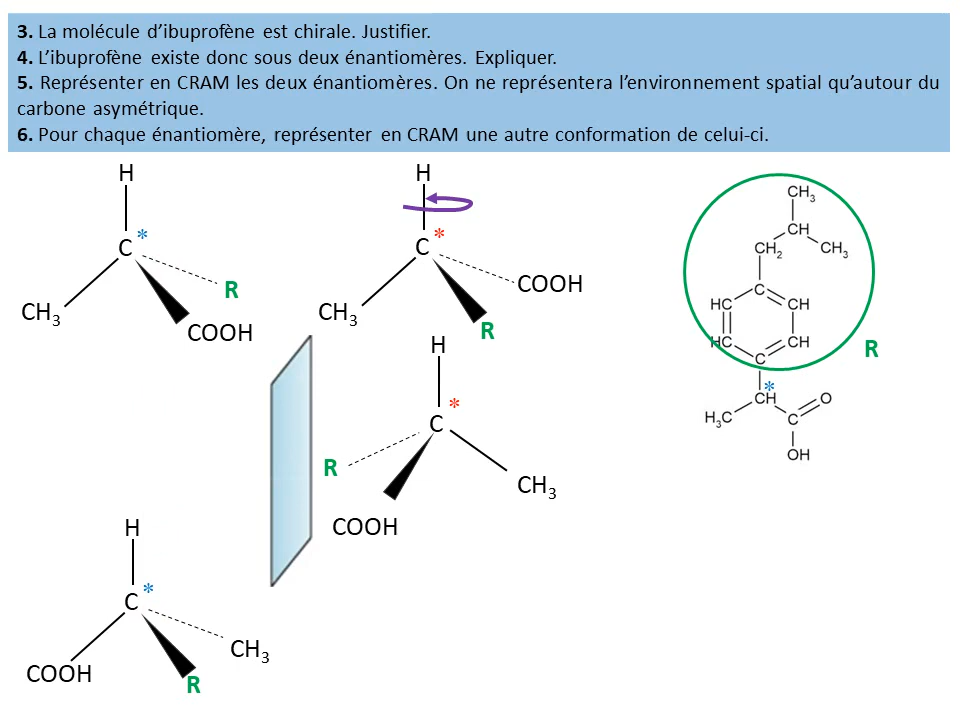 3. La molécule d’ibuprofène est chirale. Justifier.
4. L’ibuprofène existe donc sous deux énantiomères. Expliquer.
5. Représenter en CRAM les deux énantiomères. On ne représentera l’environnement spatial qu’autour du
carbone asymétrique.
6. Pour chaque énantiomère, représenter en CRAM une autre conformation de celui-ci.
H
C *
R
CH3
COOH
H
C *
COOH
CH3
R
H
C *
R
CH3
COOH
H
C *
CH3
COOH
R
CH3
CH
CH2 CH3
C
HC CH
HC CH
C
R
*
CH O
H3C C
OH